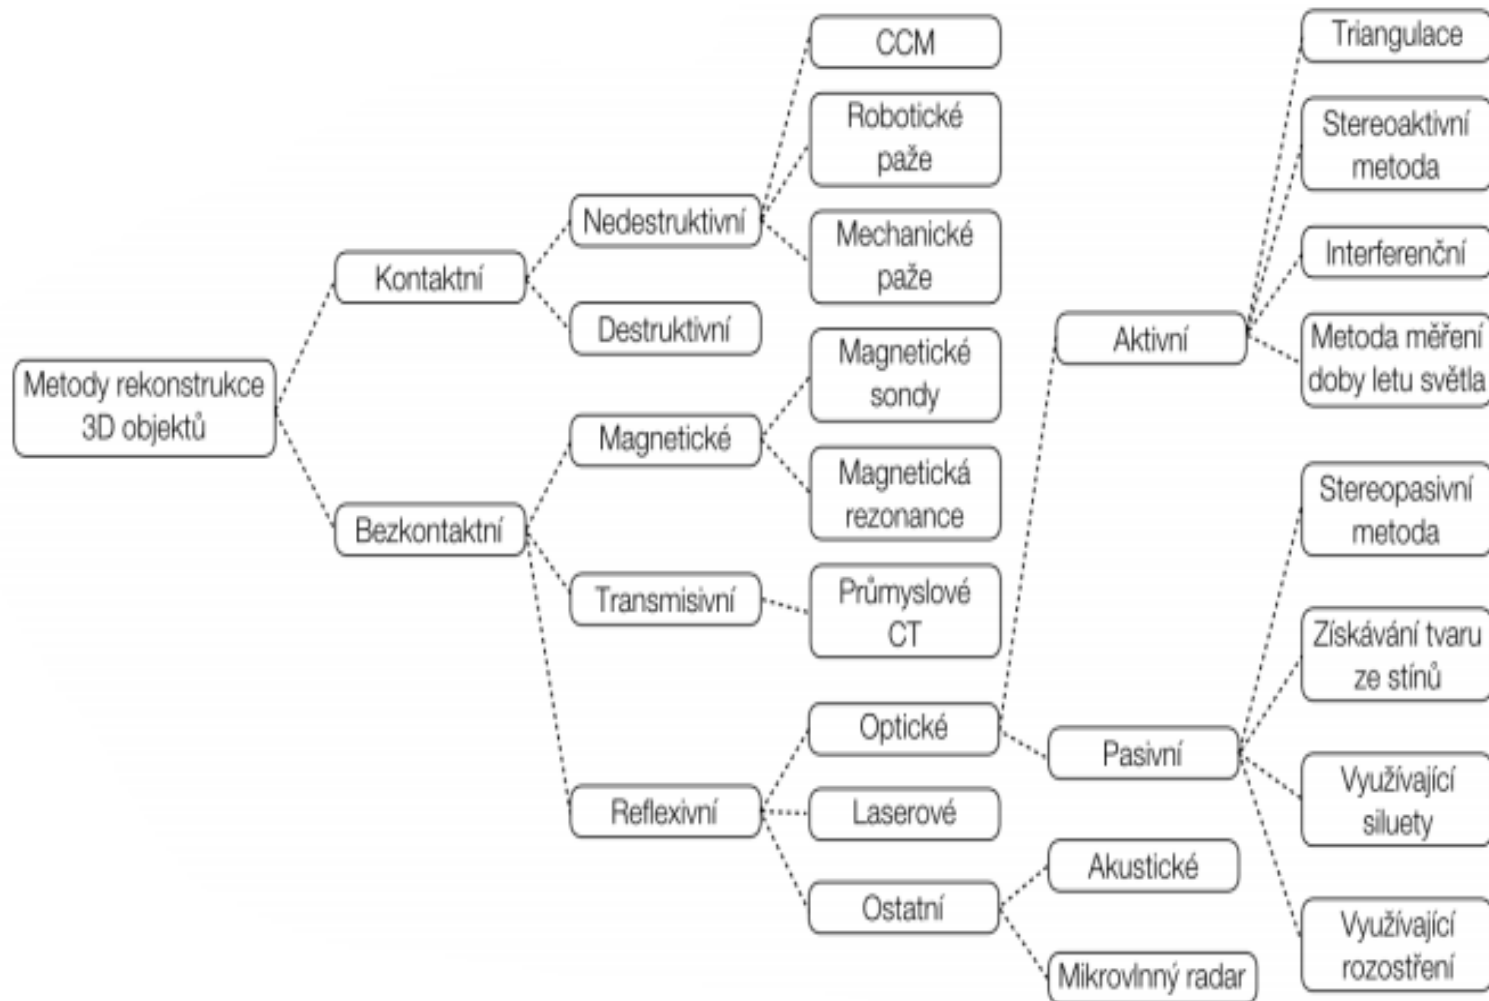 Metody rekonstrukce
3D objektů
Kontaktní
Bezkontaktní
Nedestruktivní
Destruktivní
Magnetické
Transmisivní
Reflexivní
CCM
Robotické
paže
Mechanické
paže
Magnetické
sondy
Magnetická
rezonance
Průmyslové
CT
Optické
Laserové
Ostatní
Aktivní
Pasivní
Akustické
Mikrovlnný radar
Triangulace
Stereoaktivní
metoda
Interferenční
Metoda měření
doby letu světla
Stereopasivní
metoda
Získávání tvaru
ze stínů
Využívající
siluety
Využívající
rozostření